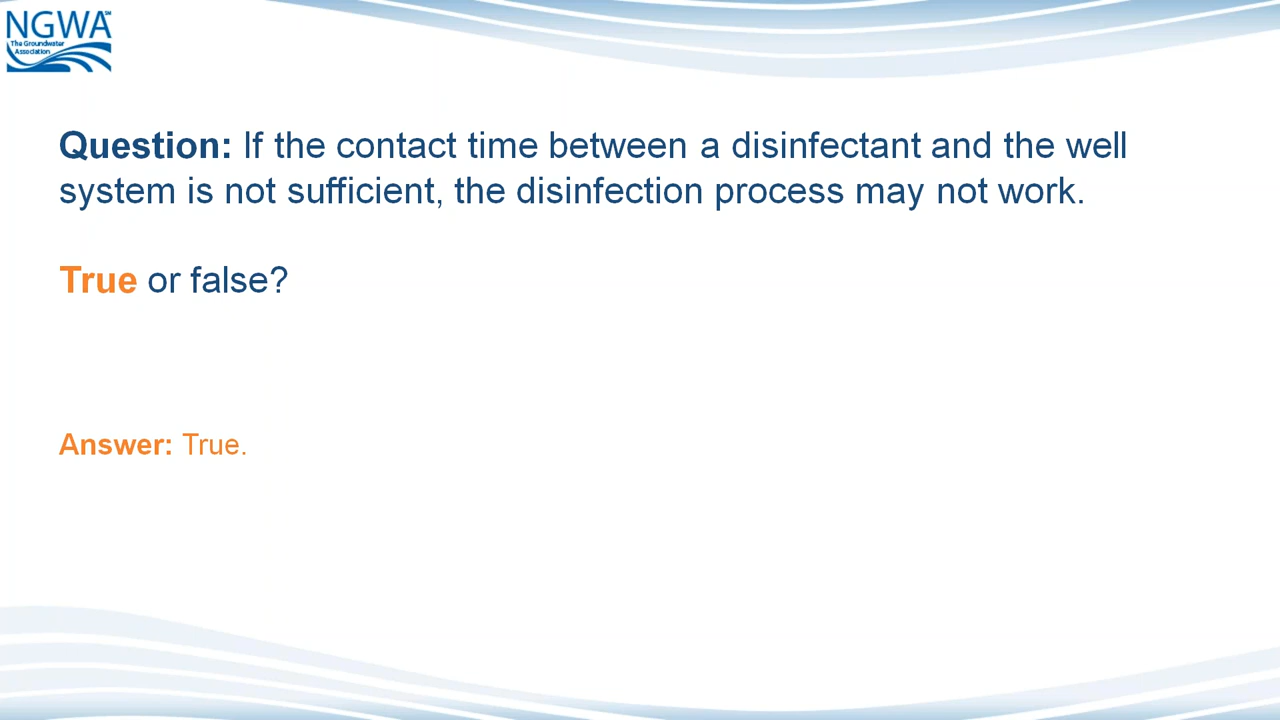 NGWA℠
The Groundwater
Association
Question: If the contact time between a disinfectant and the well
system is not sufficient, the disinfection process may not work.
True or false?
Answer: True.